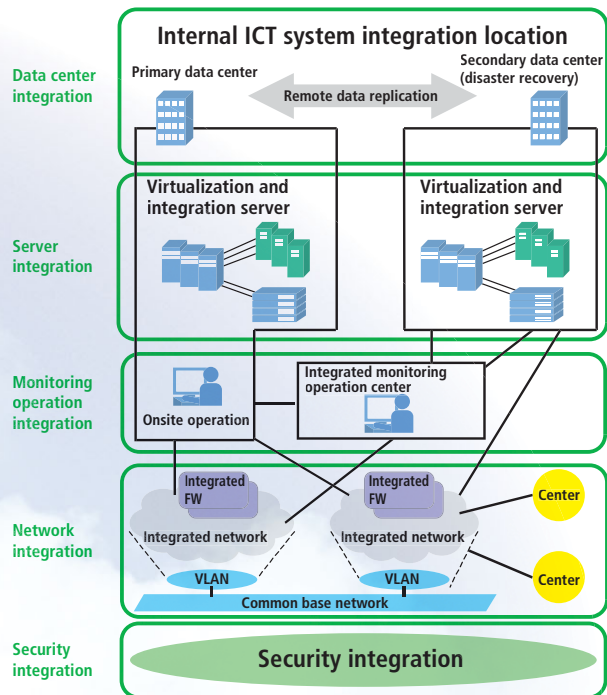 Internal ICT system integration location
Data center
integration
Primary data center
Secondary data center
(disaster recovery)
Remote data replication
Server
integration
Virtualization and
integration server
Virtualization and
integration server
Monitoring
operation
integration
Onsite operation
Integrated monitoring
operation center
Network
integration
Integrated
FW
Integrated network
Integrated
FW
Integrated network
Center
Center
VLAN
VLAN
Common base network
Security
integration
Security integration